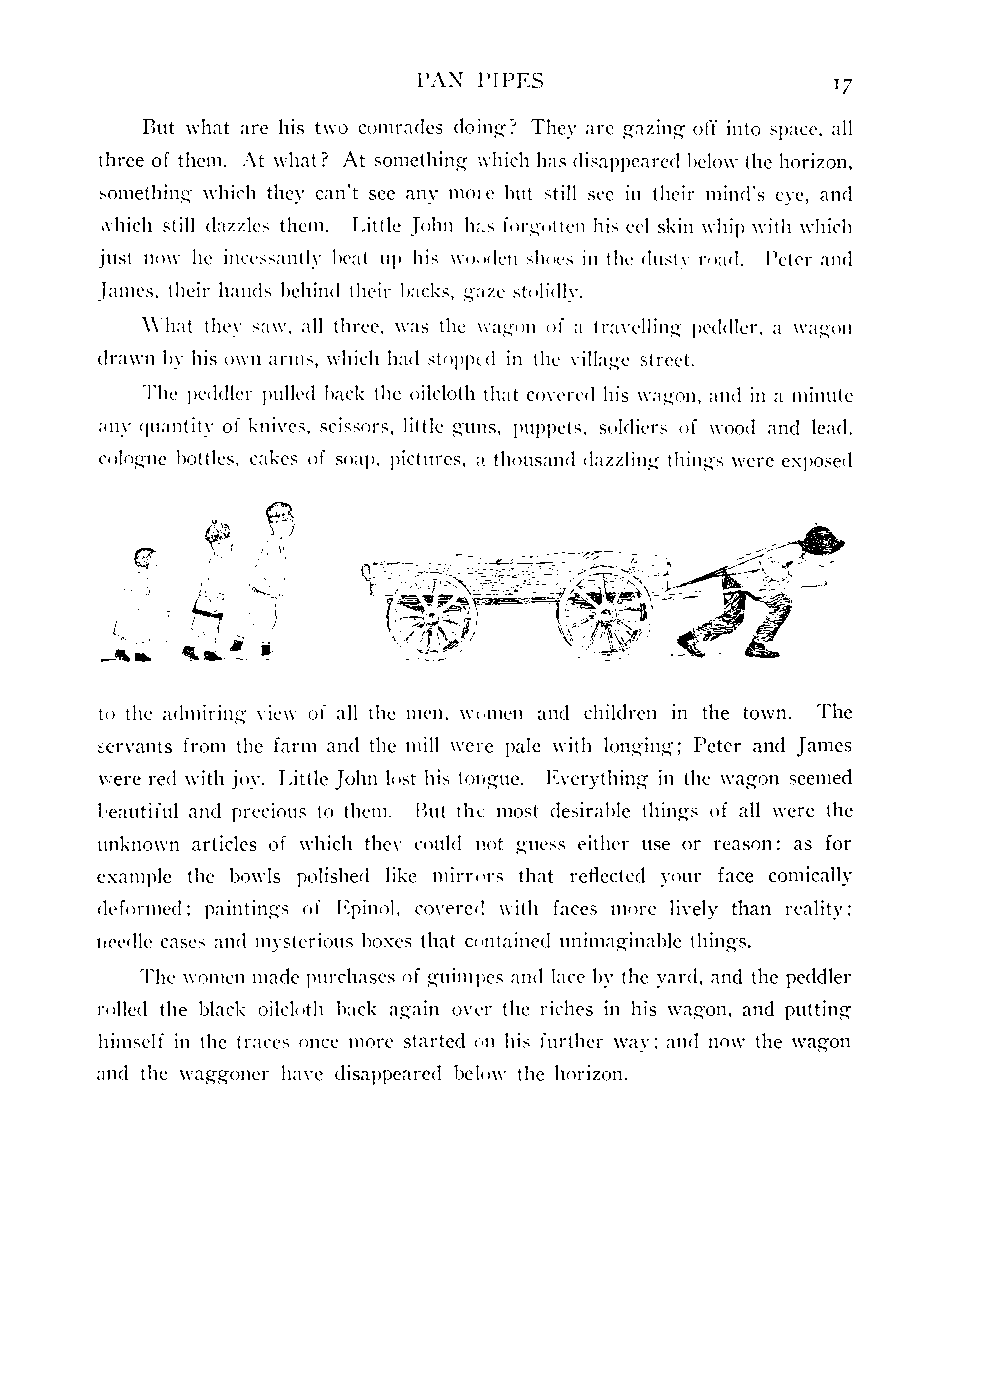 PAN PIPES 17
But what are his two comrades doing? They are gazing off into space, all
three of them. At what? At something which has disappeared below the horizon,
something which they can't see any more but still see in their mind's eye, and
which still dazzles them. Little John has forgotten his eel skin whip with which
just now he incessantly beat up his wooden shoes in the dusty road. Peter and
James, their hands behind their backs, gaze stolidly.
What they saw, all three, was the wagon of a travelling peddler, a wagon
drawn by his own arms, which had stopped in the village street.
The peddler pulled back the oilcloth that covered his wagon, and in a minute
any quantity of knives, scissors, little guns, puppets, soldiers of wood and lead,
cologne bottles, cakes of soap, pictures, a thousand dazzling things were exposed
to the admiring view of all the men, women and children in the town. The
servants from the farm and the mill were pale with longing; Peter and James
were red with joy. Little John lost his tongue. Everything in the wagon seemed
beautiful and precious to them. But the most desirable things of all were the
unknown articles of which they could not guess either use or reason: as for
example the bowls polished like mirrors that reflected your face comically
deformed; paintings of Epinol, covered with faces more lively than reality;
needle cases and mysterious boxes that contained unimaginable things.
The women made purchases of guimpes and lace by the yard, and the peddler
rolled the black oilcloth back again over the riches in his wagon, and putting
himself in the traces once more started on his further way; and now the wagon
and the waggoner have disappeared below the horizon.